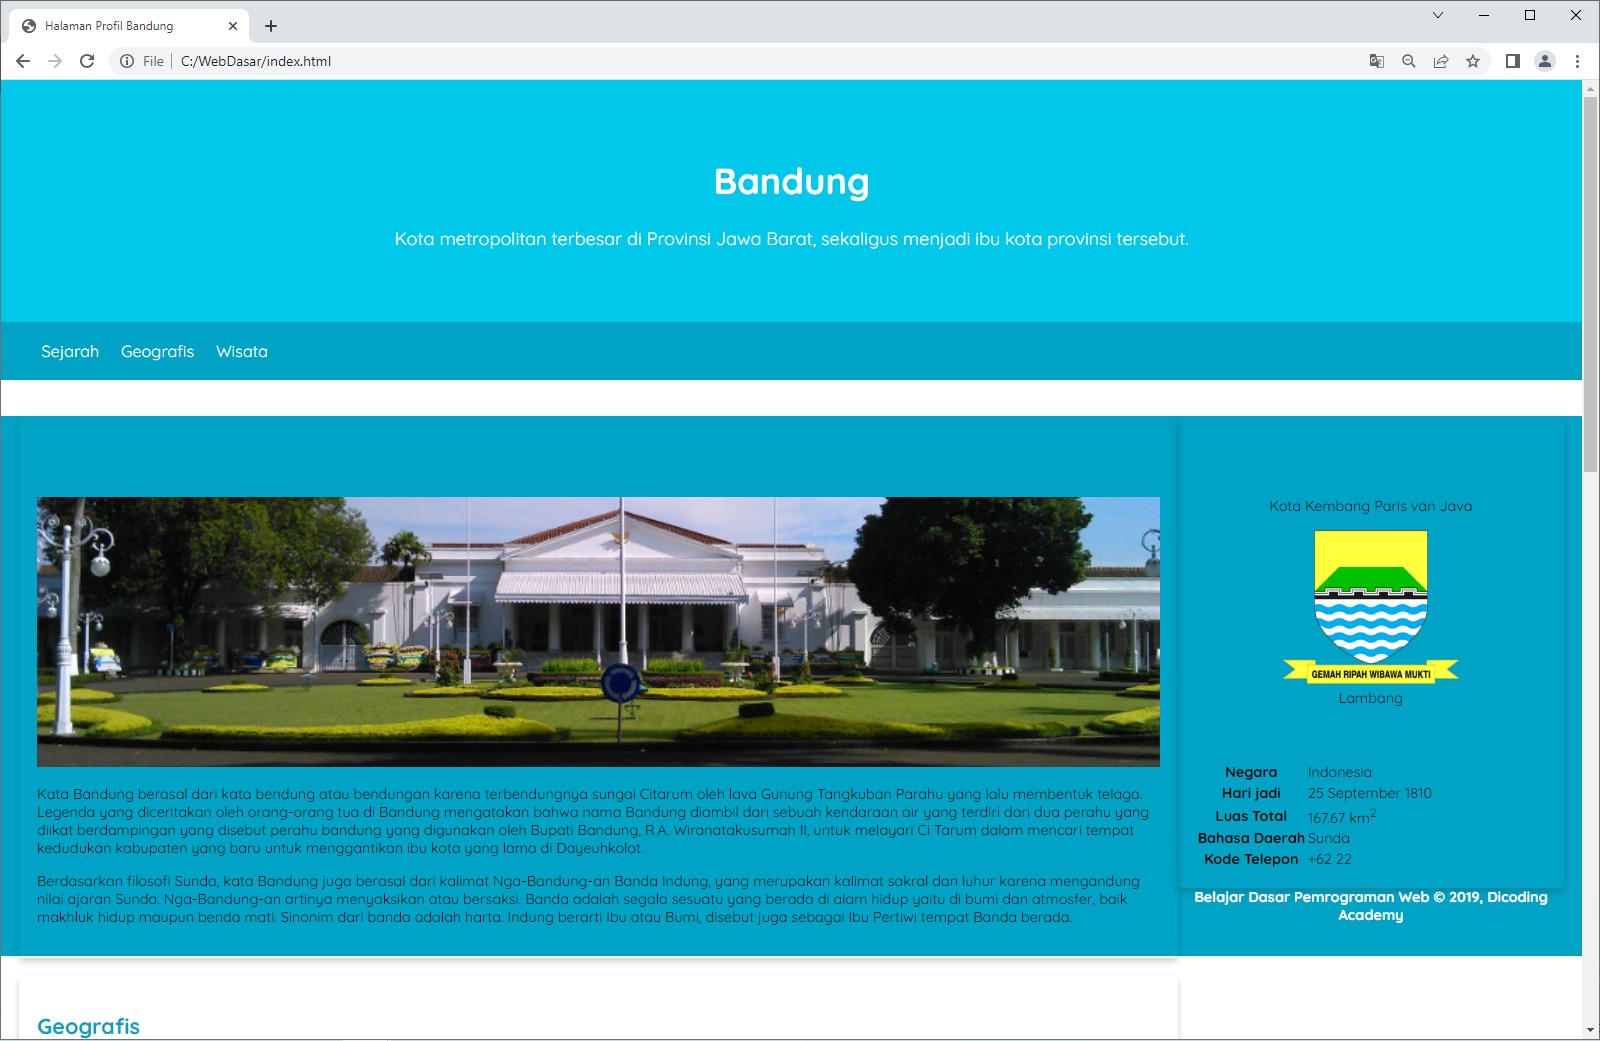 Halaman Profil Bandung
File
C:/WebDasar/index.html
Bandung
Kota metropolitan terbesar di Provinsi Jawa Barat, sekaligus menjadi ibu kota provinsi tersebut.
Sejarah Geografis Wisata
Kata Bandung berasal dari kata bendung atau bendungan karena terbendungnya sungai Citarum oleh lava Gunung Tangkuban Parahu yang lalu membentuk telaga.
Legenda yang diceritakan oleh orang-orang tua di Bandung mengatakan bahwa nama Bandung diambil dari sebuah kendaraan air yang terdiri dari dua perahu yang
diikat berdampingan yang disebut perahu bandung yang digunakan oleh Bupati Bandung, R.A. Wiranatakusumah II, untuk melayari Ci Tarum dalam mencari tempat
kedudukan kabupaten yang baru untuk menggantikan ibu kota yang lama di Dayeuhkolot.
Berdasarkan filosofi Sunda, kata Bandung juga berasal dari kalimat Nga-Bandung-an Banda Indung, yang merupakan kalimat sakral dan luhur karena mengandung
nilai ajaran Sunda. Nga-Bandung-an artinya menyaksikan atau bersaksi. Banda adalah segala sesuatu yang berada di alam hidup yaitu di bumi dan atmosfer, baik
makhluk hidup maupun benda mati. Sinonim dari banda adalah harta. Indung berarti Ibu atau Bumi, disebut juga sebagai Ibu Pertiwi tempat Banda berada.
Kota Kembang Paris van Java
GEMAH RIPAH WIBAWA MUKTI
Lambang
Negara Indonesia
Hari jadi 25 September 1810
Luas Total 167.67 km2
Bahasa Daerah Sunda
Kode Telepon +62 22
Belajar Dasar Pemrograman Web © 2019, Dicoding
Academy
Geografis